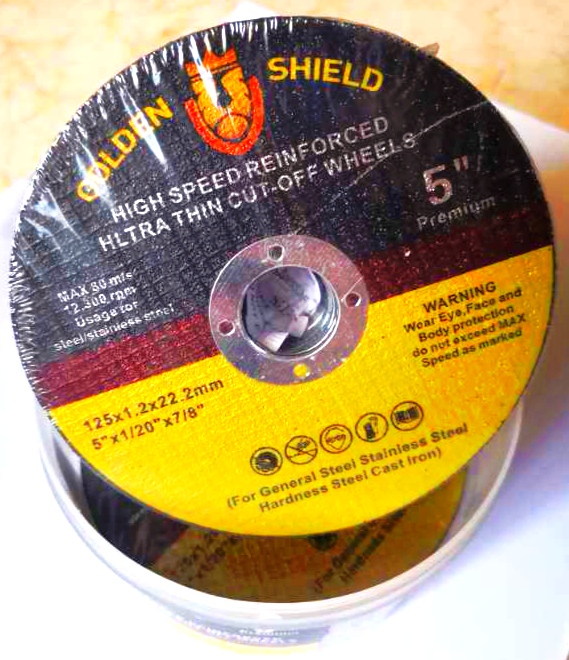 GOLDEN SHIELD
HIGH SPEED REINFORCED
HLTRA THIN CUT-OFF WHEELS
5"
Premium
MAX 80.m/s
12.300 rpm
Usage for
steel/stainless steel
WARNING
Wear Eye,Face and
Body protection
do not exceed MAX
Speed as marked
125x1.2x22.2mm
5"x1/20"x7/8"
(For General Steel Stainless Steel
Hardness Steel Cast Iron)